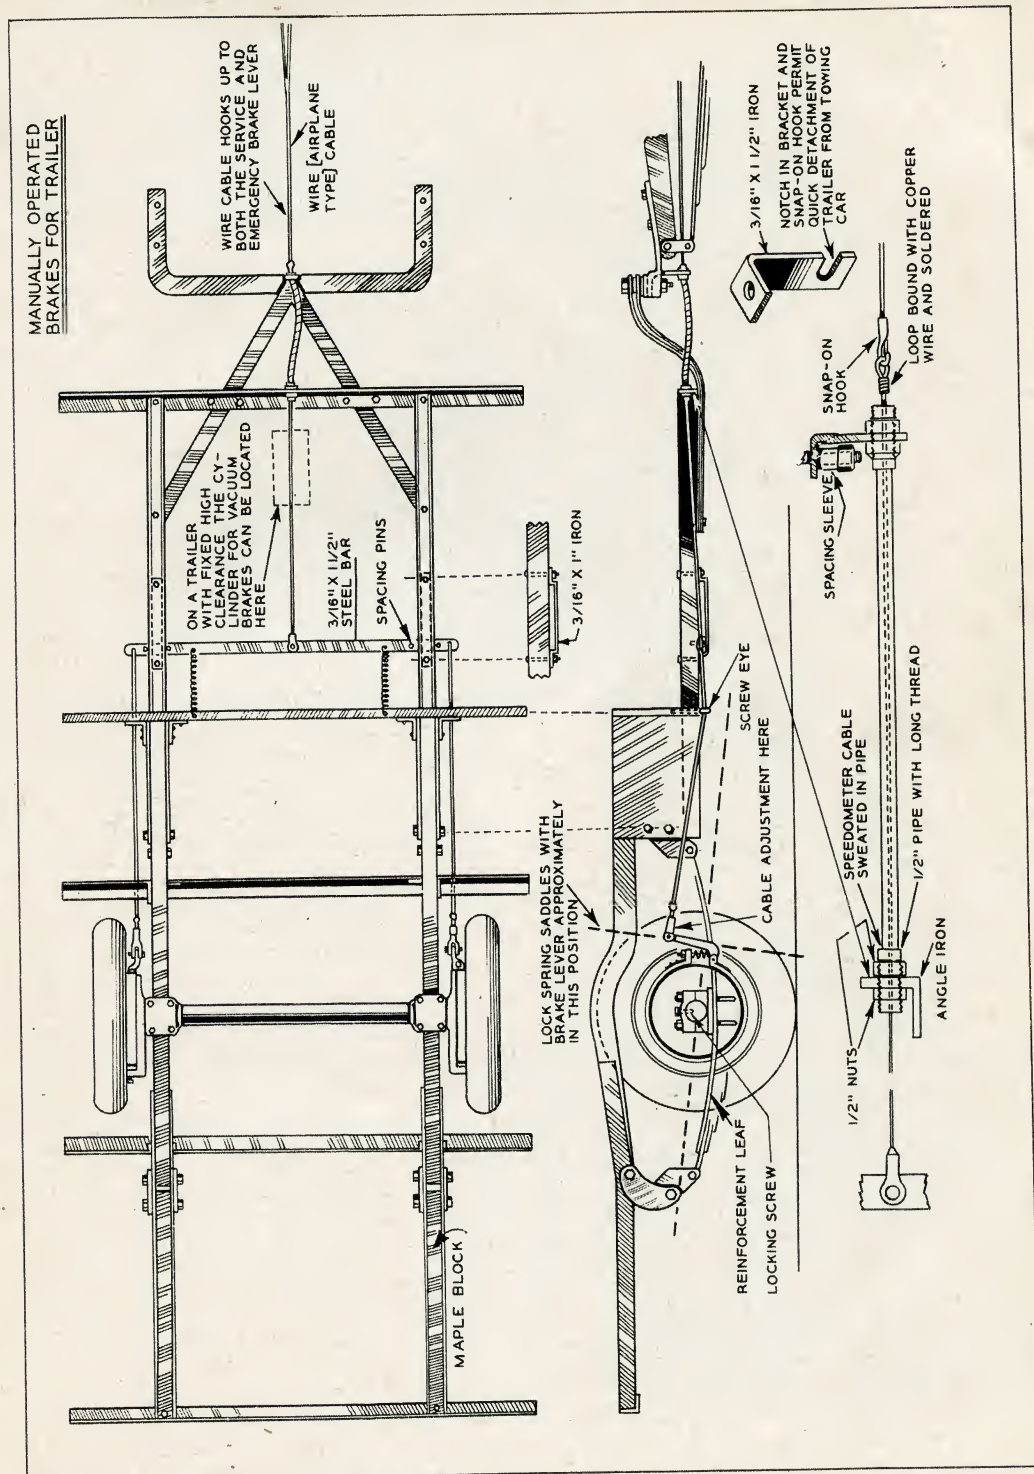 MANUALLY OPERATED
BRAKES FOR TRAILER
WIRE CABLE HOOKS UP TO
BOTH THE SERVICE AND
EMERGENCY BRAKE LEVER
WIRE [AIRPLANE
TYPE] CABLE
ON A TRAILER
WITH FIXED HIGH
CLEARANCE THE CY-
LINDER FOR VACUUM
BRAKES CAN BE LOCATED
HERE
3/16" X 1 1/2"
STEEL BAR
SPACING PINS
3/16" X 1" IRON
MAPLE BLOCK
LOCK SPRING SADDLES WITH
BRAKE LEVER APPROXIMATELY
IN THIS POSITION
SCREW EYE
CABLE ADJUSTMENT HERE
REINFORCEMENT LEAF
LOCKING SCREW
3/16" X 1 1/2" IRON
NOTCH IN BRACKET AND
SNAP-ON HOOK PERMIT
QUICK DETACHMENT OF
TRAILER FROM TOWING
CAR
SNAP-ON
HOOK
SPACING SLEEVE
LOOP BOUND WITH COPPER
WIRE AND SOLDERED
SPEEDOMETER CABLE
SWEATED IN PIPE
1/2" PIPE WITH LONG THREAD
1/2" NUTS
ANGLE IRON